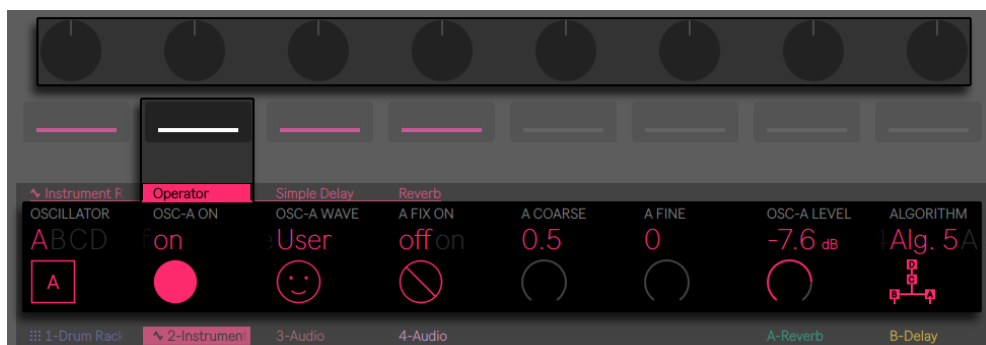 Instrument R Operator Simple Delay Reverb
OSCILLATOR OSC-A ON OSC-A WAVE A FIX ON A COARSE A FINE OSC-A LEVEL ALGORITHM
ABCD on User off on 0.5 0 -7.6 dB Alg. 5
A
D
C
B A
1-Drum Rack 2-Instrument 3-Audio 4-Audio A-Reverb B-Delay